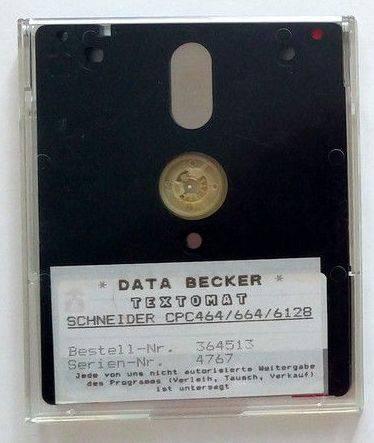 * DATA BECKER *
TEXTOMAT
SCHNEIDER CPC464/664/6128
Bestell-Nr. 364513
Serien-Nr. 4767
Jede von uns nicht autorisierte Weitergabe
des Programms (Verleih, Tausch, Verkauf)
ist untersagt